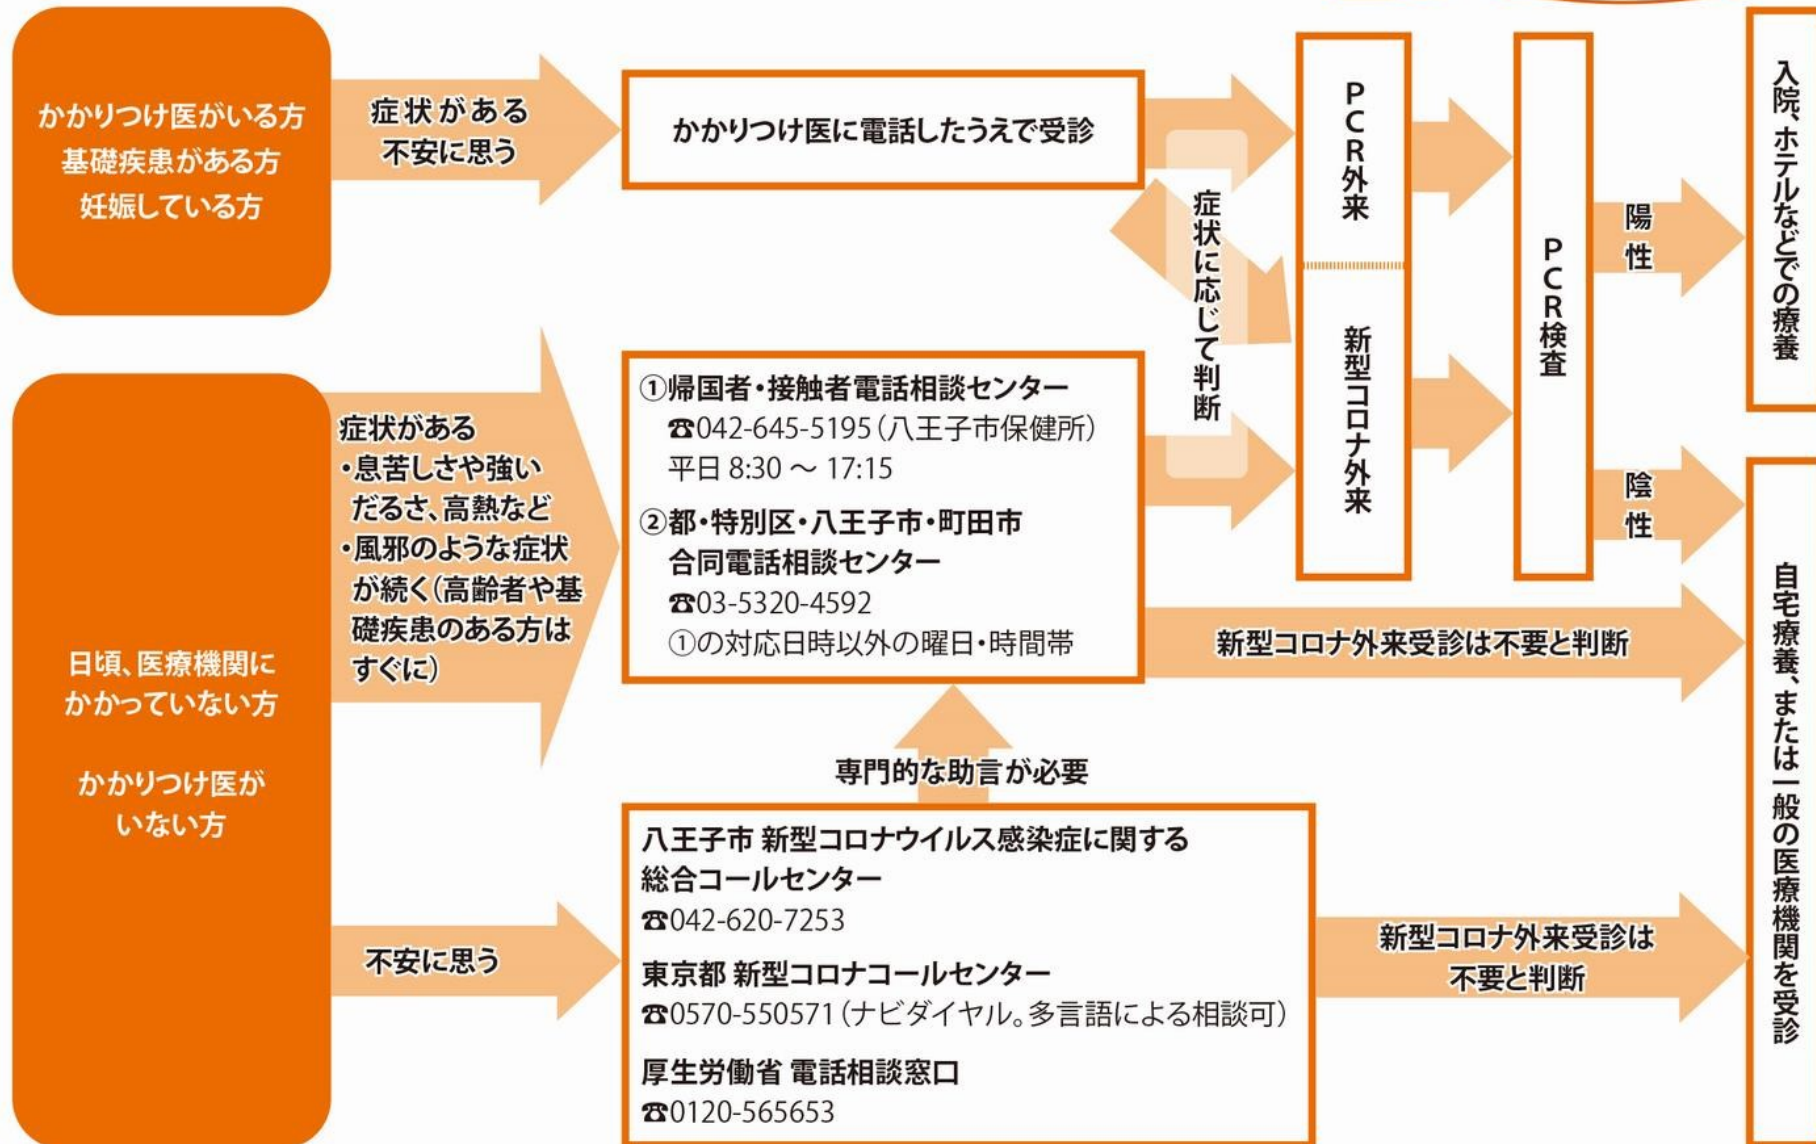 かかりつけ医がいる方
基礎疾患がある方
妊娠している方
症状がある
不安に思う
かかりつけ医に電話したうえで受診
症状に応じて判断
PCR外来
新型コロナ外来
PCR検査
陽性
入院、ホテルなどでの療養
日頃、医療機関に
かかっていない方
かかりつけ医が
いない方
症状がある
・息苦しさや強い
だるさ、高熱など
・風邪のような症状
が続く(高齢者や基
礎疾患のある方は
すぐに)
①帰国者・接触者電話相談センター
☎042-645-5195(八王子市保健所)
平日 8:30 ～ 17:15
②都・特別区・八王子市・町田市
合同電話相談センター
☎03-5320-4592
①の対応日時以外の曜日・時間帯
陰性
新型コロナ外来受診は不要と判断
自宅療養、または一般の医療機関を受診
専門的な助言が必要
不安に思う
八王子市 新型コロナウイルス感染症に関する
総合コールセンター
☎042-620-7253
東京都 新型コロナコールセンター
☎0570-550571(ナビダイヤル。多言語による相談可)
厚生労働省 電話相談窓口
☎0120-565653
新型コロナ外来受診は
不要と判断